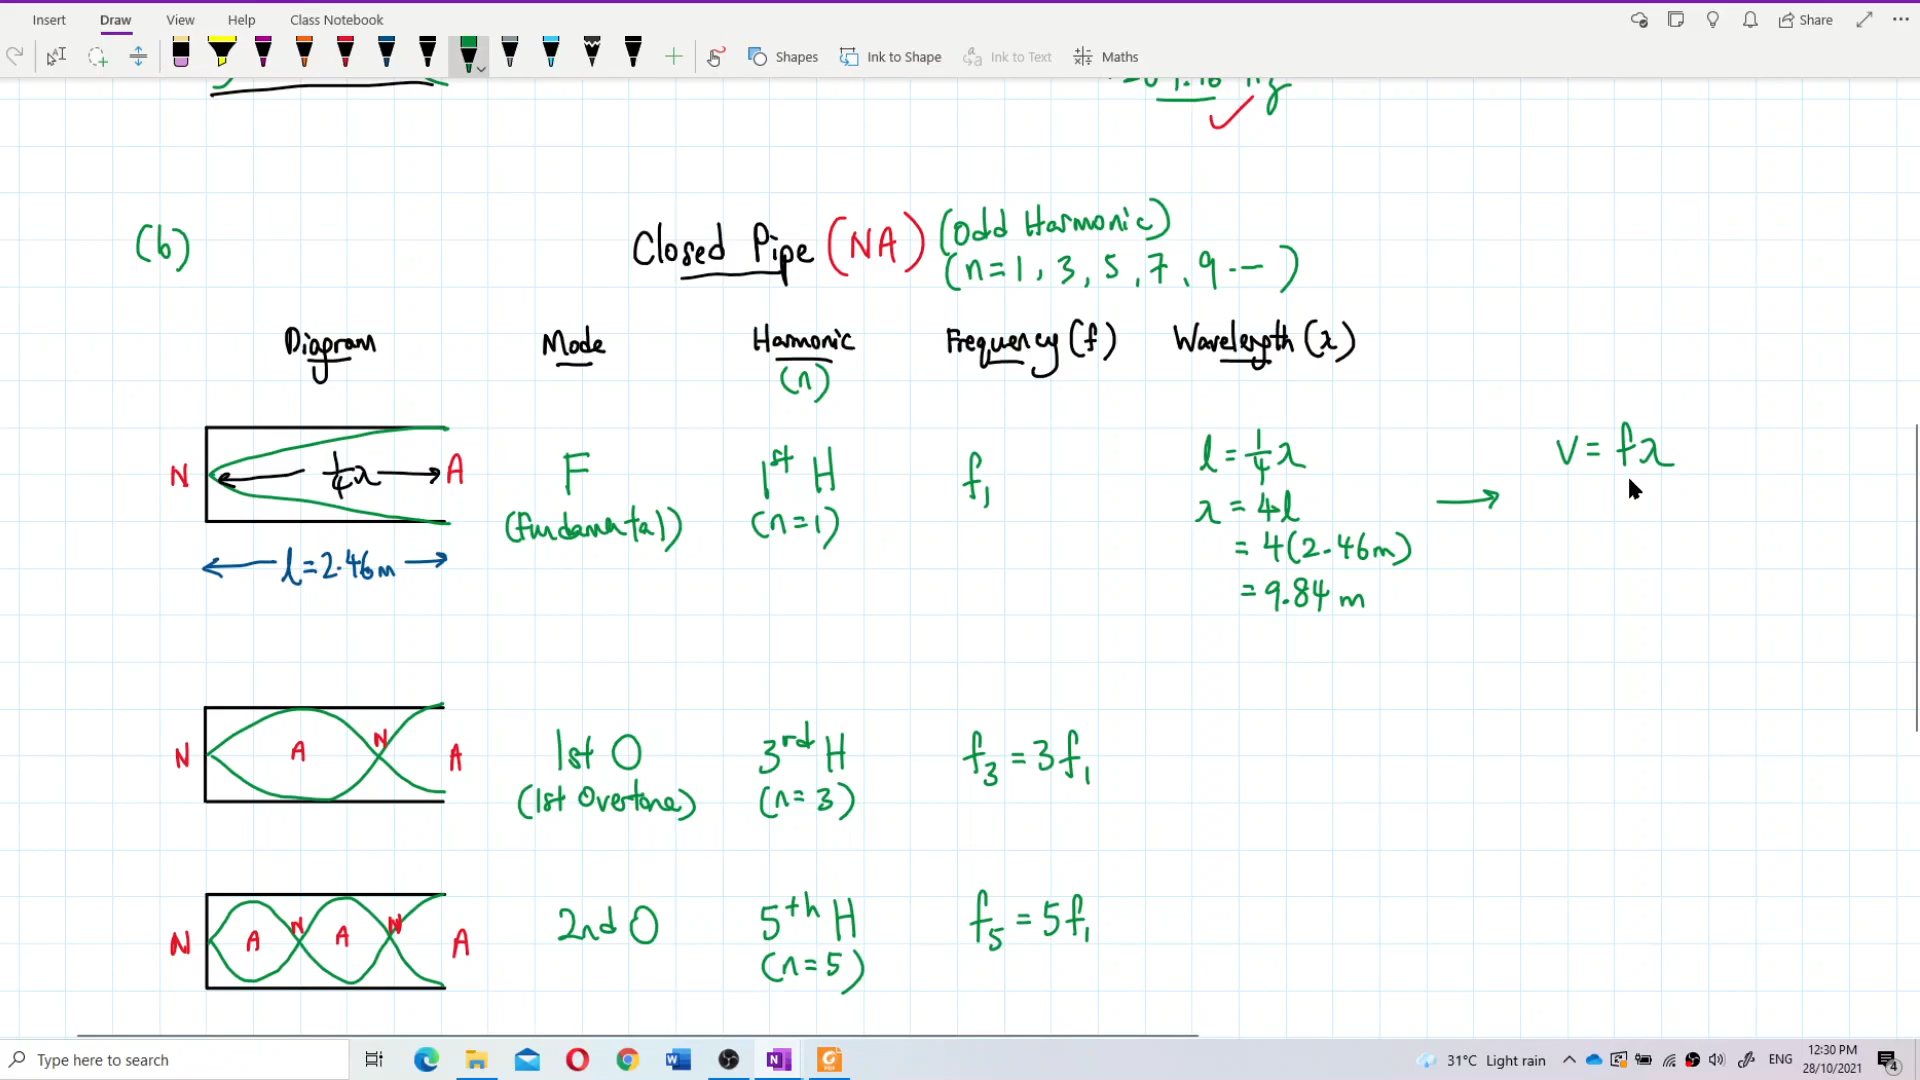 Insert Draw View Help Class Notebook Share
Shapes Ink to Shape Ink to Text Maths
(b) Closed Pipe (NA) (Odd Harmonic)
(n=1, 3, 5, 7, 9 ---)
Diagram Mode Harmonic Frequency (f) Wavelength (λ)
(n)
N ¼λ A F 1st H f₁ l = ¼λ v = fλ
(Fundamental) (n=1) λ = 4l →
l = 2.46m = 4(2.46m)
= 9.84 m
N A N A 1st O 3rd H f₃ = 3f₁
(1st Overtone) (n=3)
N A N A N A 2nd O 5th H f₅ = 5f₁
(n=5)
Type here to search
31°C Light rain ENG 12:30 PM
28/10/2021
4